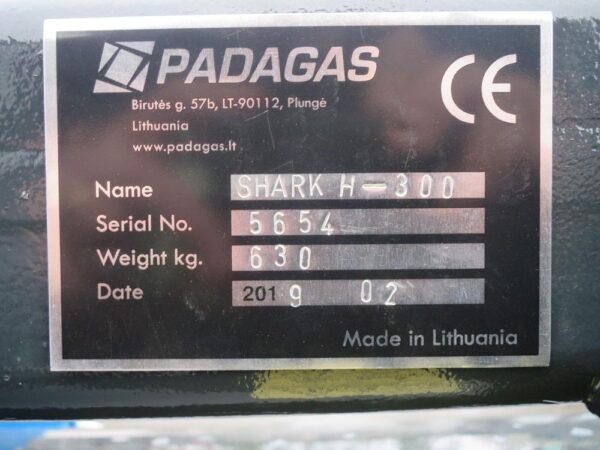 PADAGAS
Birutės g. 57b, LT-90112, Plungė
Lithuania
www.padagas.lt
CE
Name SHARK H-300
Serial No. 5654
Weight kg. 630
Date 2019 02
Made in Lithuania